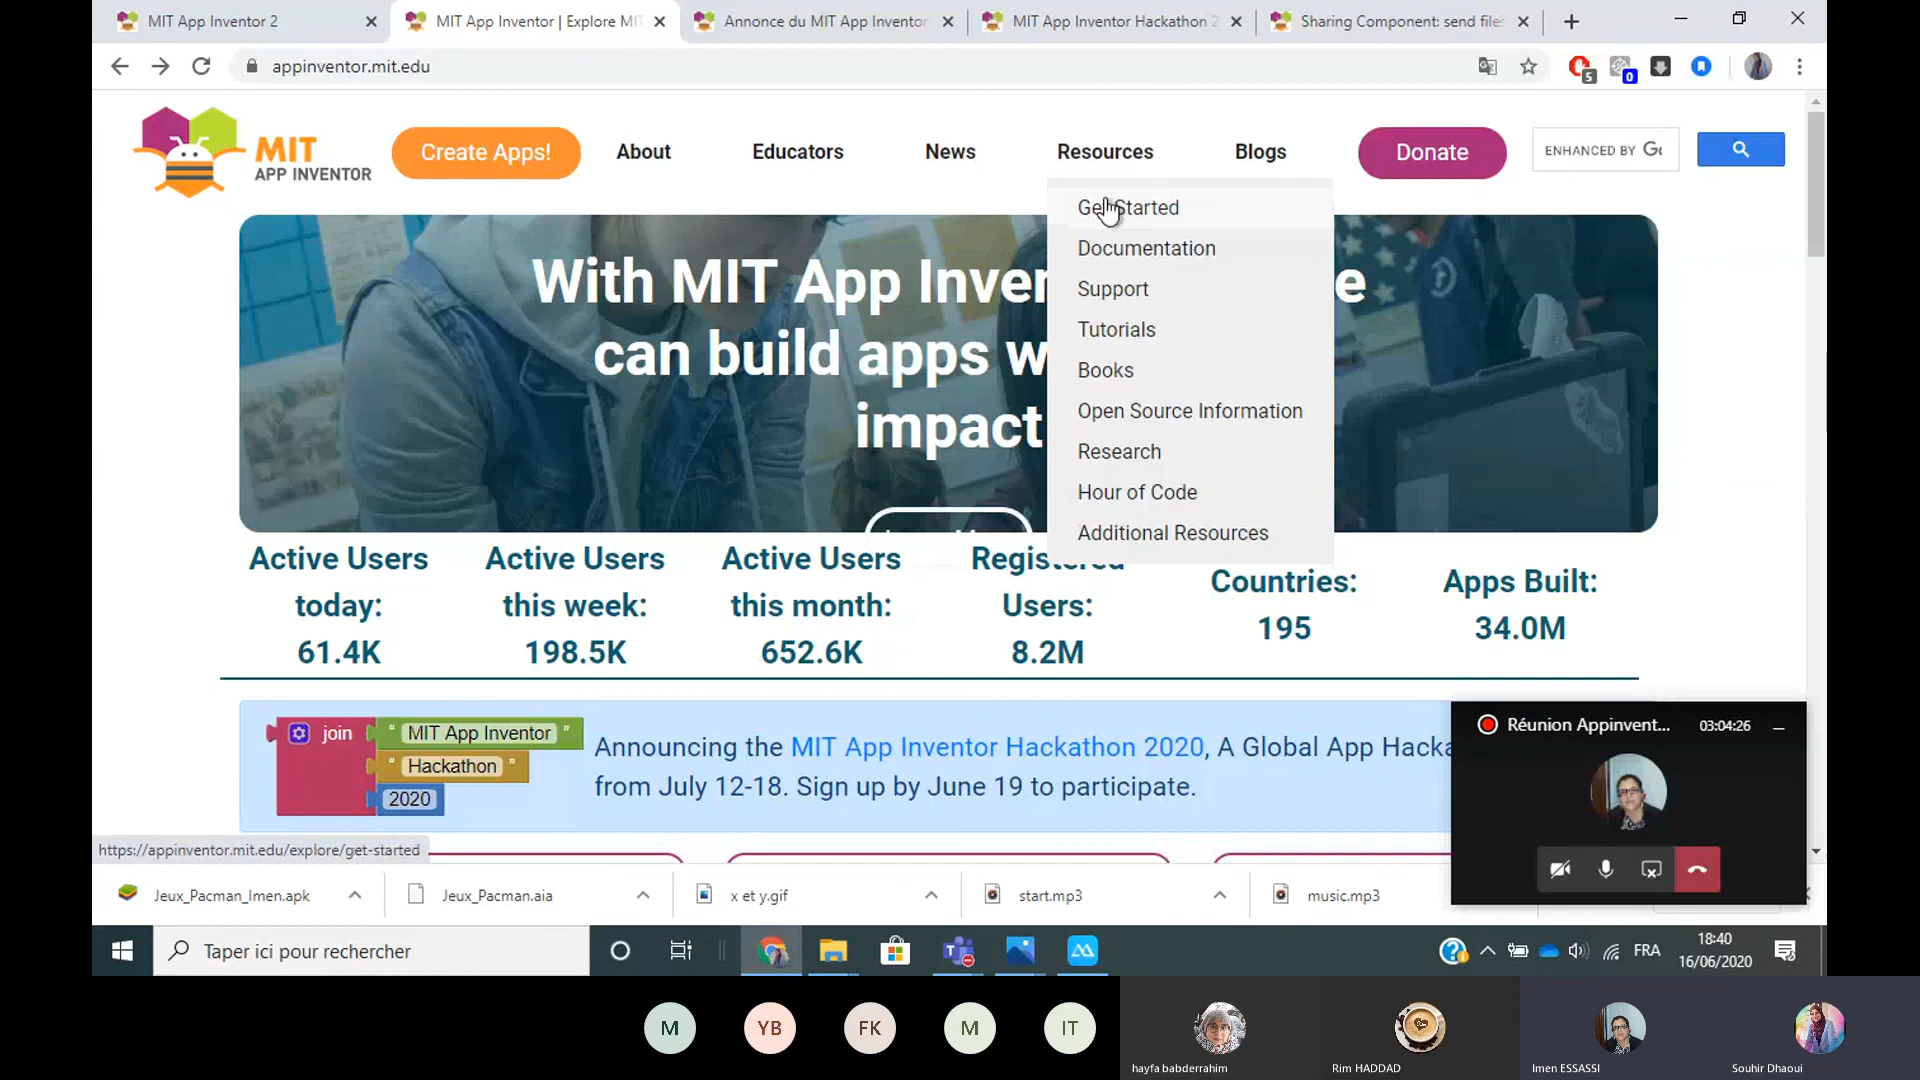 MIT App Inventor 2
MIT App Inventor | Explore MI
Annonce du MIT App Inventor
MIT App Inventor Hackathon 2
Sharing Component: send files
appinventor.mit.edu
5
0
MIT
APP INVENTOR
Create Apps!
About
Educators
News
Resources
Blogs
Donate
ENHANCED BY
Get Started
Documentation
Support
Tutorials
Books
Open Source Information
Research
Hour of Code
Additional Resources
With MIT App Inven e
can build apps w
impact
Active Users today: 61.4K
Active Users this week: 198.5K
Active Users this month: 652.6K
Registered Users: 8.2M
Countries: 195
Apps Built: 34.0M
join
" MIT App Inventor "
" Hackathon "
2020
Announcing the MIT App Inventor Hackathon 2020, A Global App Hacka
from July 12-18. Sign up by June 19 to participate.
Réunion Appinvent...
03:04:26
https://appinventor.mit.edu/explore/get-started
Jeux_Pacman_Imen.apk
Jeux_Pacman.aia
x et y.gif
start.mp3
music.mp3
Taper ici pour rechercher
FRA
18:40
16/06/2020
M
YB
FK
M
IT
hayfa babderrahim
Rim HADDAD
Imen ESSASSI
Souhir Dhaoui